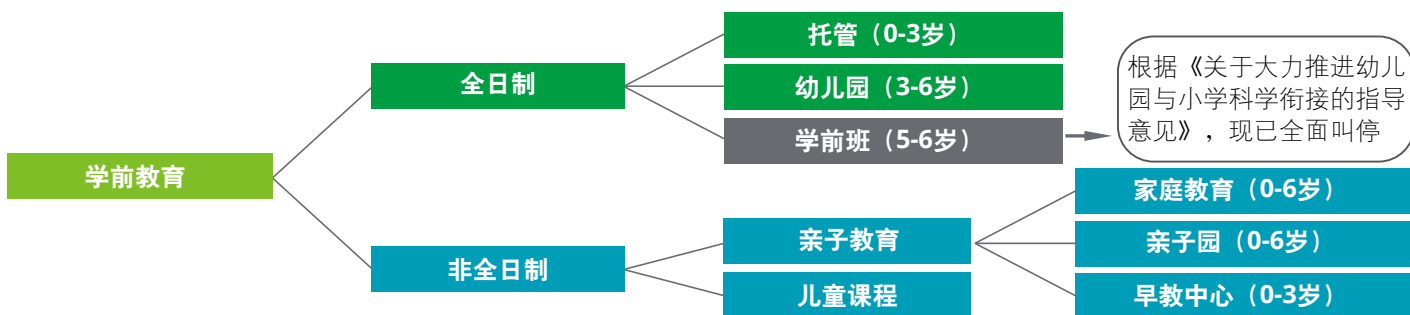 托管（0-3岁）
全日制
幼儿园（3-6岁）
学前班（5-6岁）
根据《关于大力推进幼儿
园与小学科学衔接的指导
意见》，现已全面叫停
学前教育
家庭教育（0-6岁）
亲子教育
亲子园（0-6岁）
非全日制
儿童课程
早教中心（0-3岁）